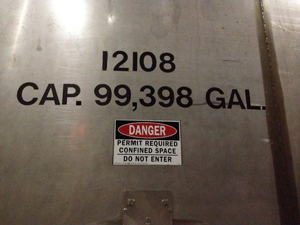 12108
CAP. 99,398 GAL.
DANGER
PERMIT REQUIRED
CONFINED SPACE
DO NOT ENTER